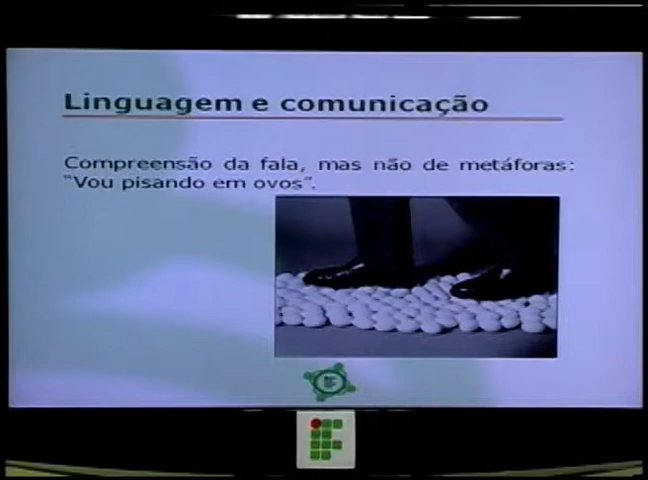 Linguagem e comunicação
Compreensão da fala, mas não de metáforas:
"Vou pisando em ovos".